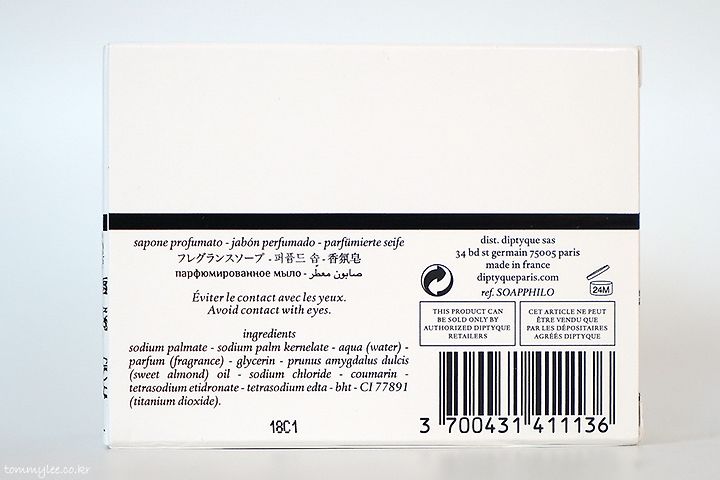 sapone profumato - jabón perfumado - parfümierte seife
フレグランスソープ - 퍼퓸드 솝 - 香氛皂
парфюмированное мыло - صابون معطر
Éviter le contact avec les yeux.
Avoid contact with eyes.
ingredients
sodium palmate - sodium palm kernelate - aqua (water) -
parfum (fragrance) - glycerin - prunus amygdalus dulcis
(sweet almond) oil - sodium chloride - coumarin -
tetrasodium etidronate - tetrasodium edta - bht - CI 77891
(titanium dioxide).
18C1
dist. diptyque sas
34 bd st germain 75005 paris
made in france
diptyqueparis.com
ref. SOAPPHILO
24M
THIS PRODUCT CAN
BE SOLD ONLY BY
AUTHORIZED DIPTYQUE
RETAILERS
CET ARTICLE NE PEUT
ÊTRE VENDU QUE
PAR LES DÉPOSITAIRES
AGRÉÉS DIPTYQUE
3 700431 411136
tommylee.co.kr